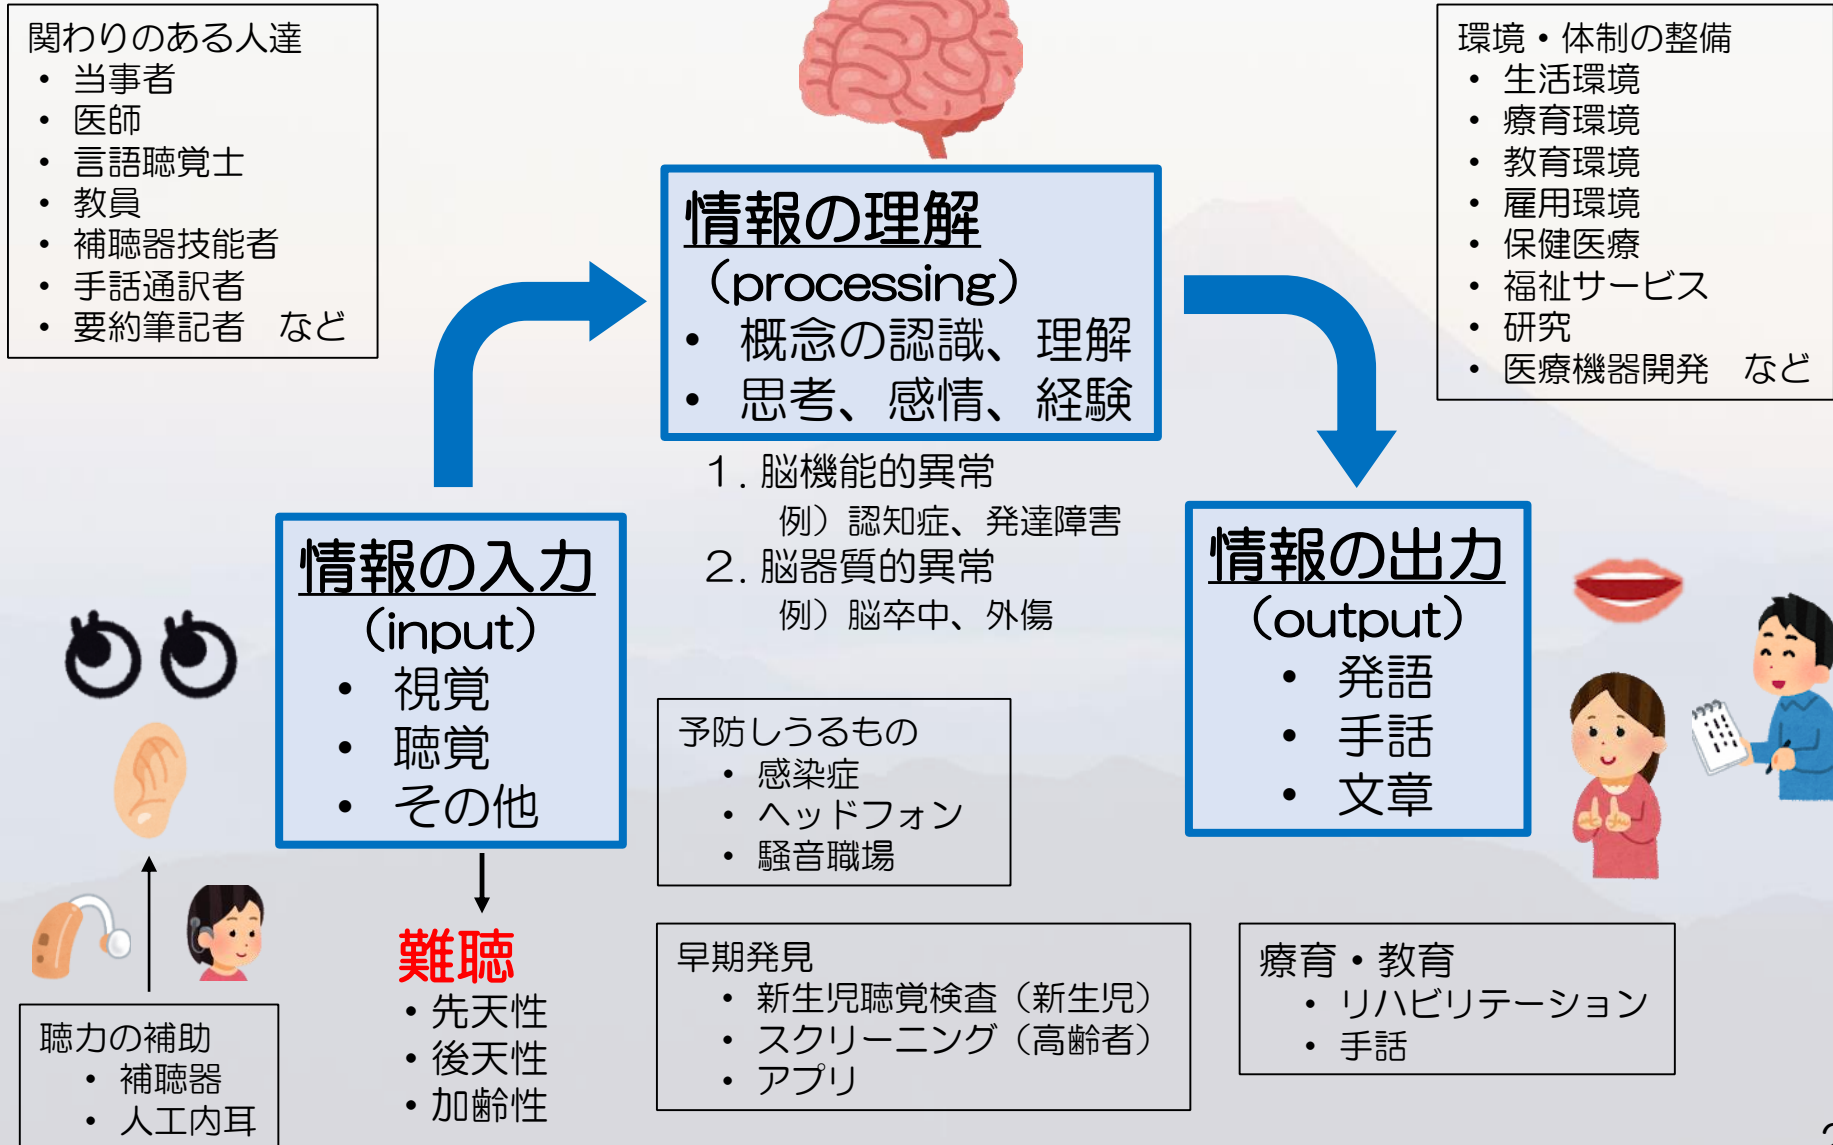 関わりのある人達
• 当事者
• 医師
• 言語聴覚士
• 教員
• 補聴器技能者
• 手話通訳者
• 要約筆記者　など
環境・体制の整備
• 生活環境
• 療育環境
• 教育環境
• 雇用環境
• 保健医療
• 福祉サービス
• 研究
• 医療機器開発　など
情報の理解
（processing）
• 概念の認識、理解
• 思考、感情、経験
１. 脳機能的異常
例）認知症、発達障害
２. 脳器質的異常
例）脳卒中、外傷
情報の入力
（input）
• 視覚
• 聴覚
• その他
情報の出力
（output）
• 発語
• 手話
• 文章
予防しうるもの
• 感染症
• ヘッドフォン
• 騒音職場
難聴
・先天性
・後天性
・加齢性
聴力の補助
• 補聴器
• 人工内耳
早期発見
• 新生児聴覚検査（新生児）
• スクリーニング（高齢者）
• アプリ
療育・教育
• リハビリテーション
• 手話